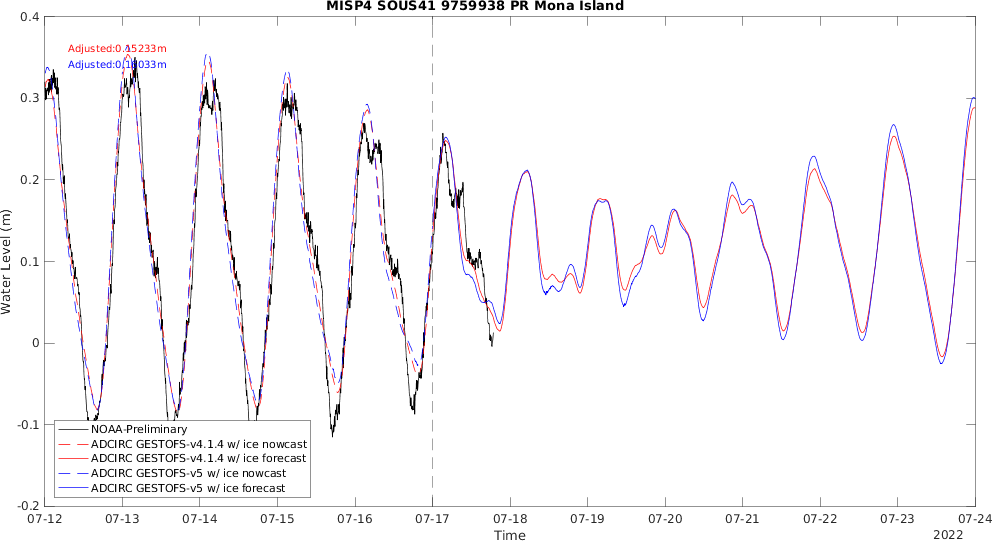 MISP4 SOUS41 9759938 PR Mona Island
0.4
Adjusted:0.15233m
0.3
0.2
Water Level (m)
0.1
0
-0.1
NOAA-Preliminary
ADCIRC GESTOFS-v4.1.4 w/ ice nowcast
ADCIRC GESTOFS-v4.1.4 w/ ice forecast
ADCIRC GESTOFS-v5 w/ ice nowcast
ADCIRC GESTOFS-v5 w/ ice forecast
-0.2
07-12 07-13 07-14 07-15 07-16 07-17 07-18 07-19 07-20 07-21 07-22 07-23 07-24
Time
2022